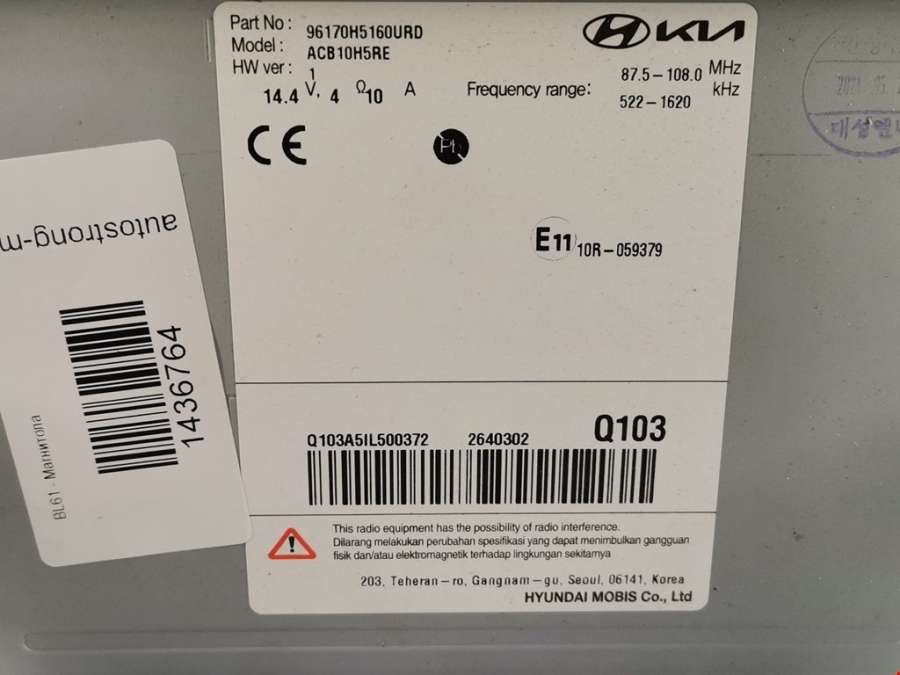 Part No : 96170H5160URD
Model : ACB10H5RE
HW ver : 1
14.4 V, 4 Ω 10 A
KIA
Frequency range: 87.5-108.0 MHz
522-1620 kHz
CE
Pb
E11 10R-059379
Q103A5IL500372 2640302 Q103
This radio equipment has the possibility of radio interference.
Dilarang melakukan perubahan spesifikasi yang dapat menimbulkan gangguan
fisik dan/atau elektromagnetik terhadap lingkungan sekitarnya
203, Teheran-ro, Gangnam-gu, Seoul, 06141, Korea
HYUNDAI MOBIS Co., Ltd
autostrong-m
1436764
BL61 - Магнитола